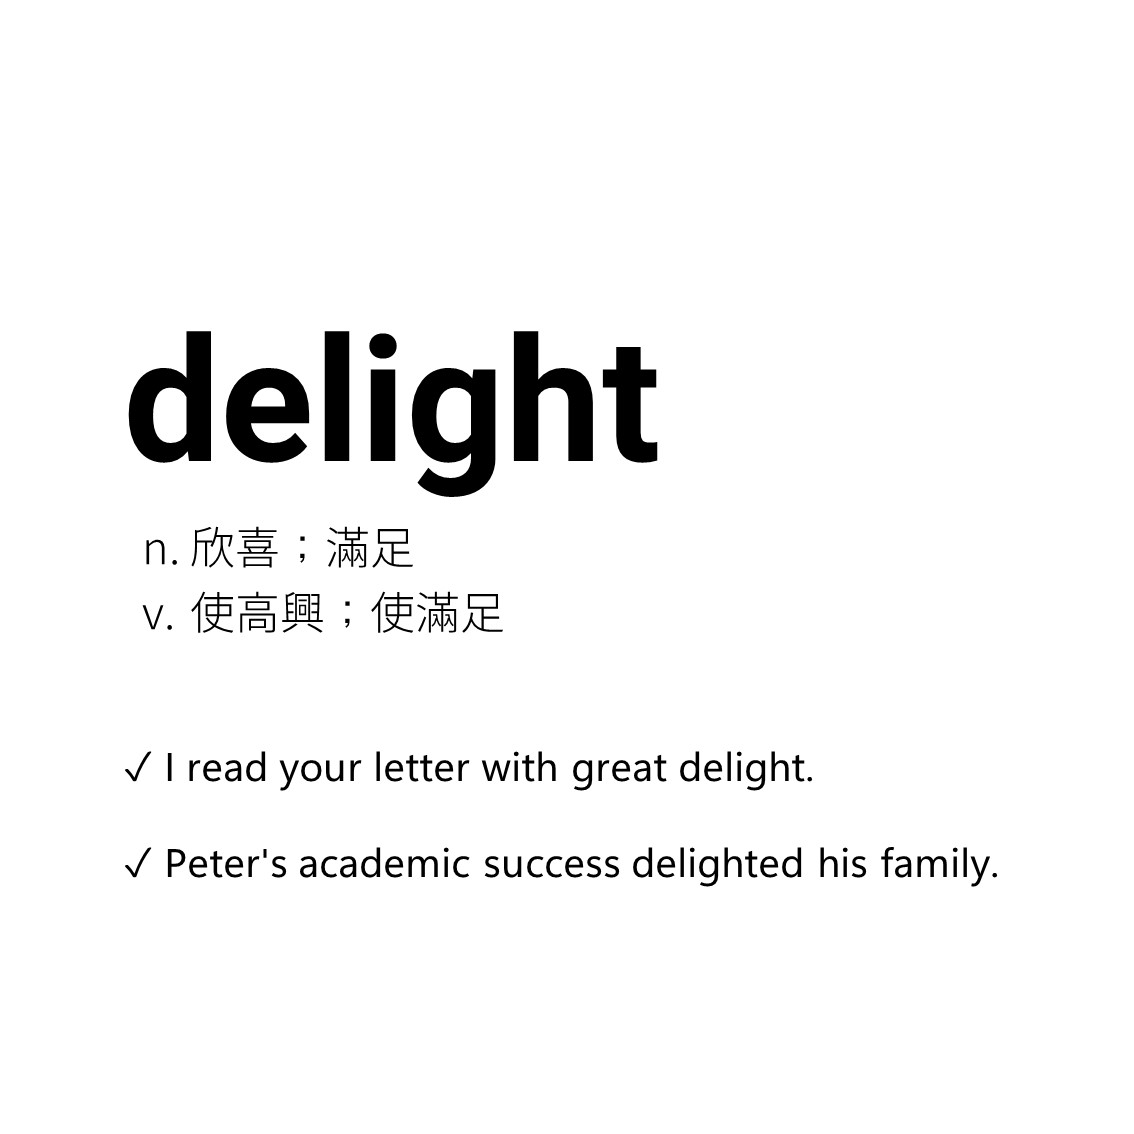 delight
n. 欣喜；滿足
v. 使高興；使滿足
✓ I read your letter with great delight.
✓ Peter's academic success delighted his family.